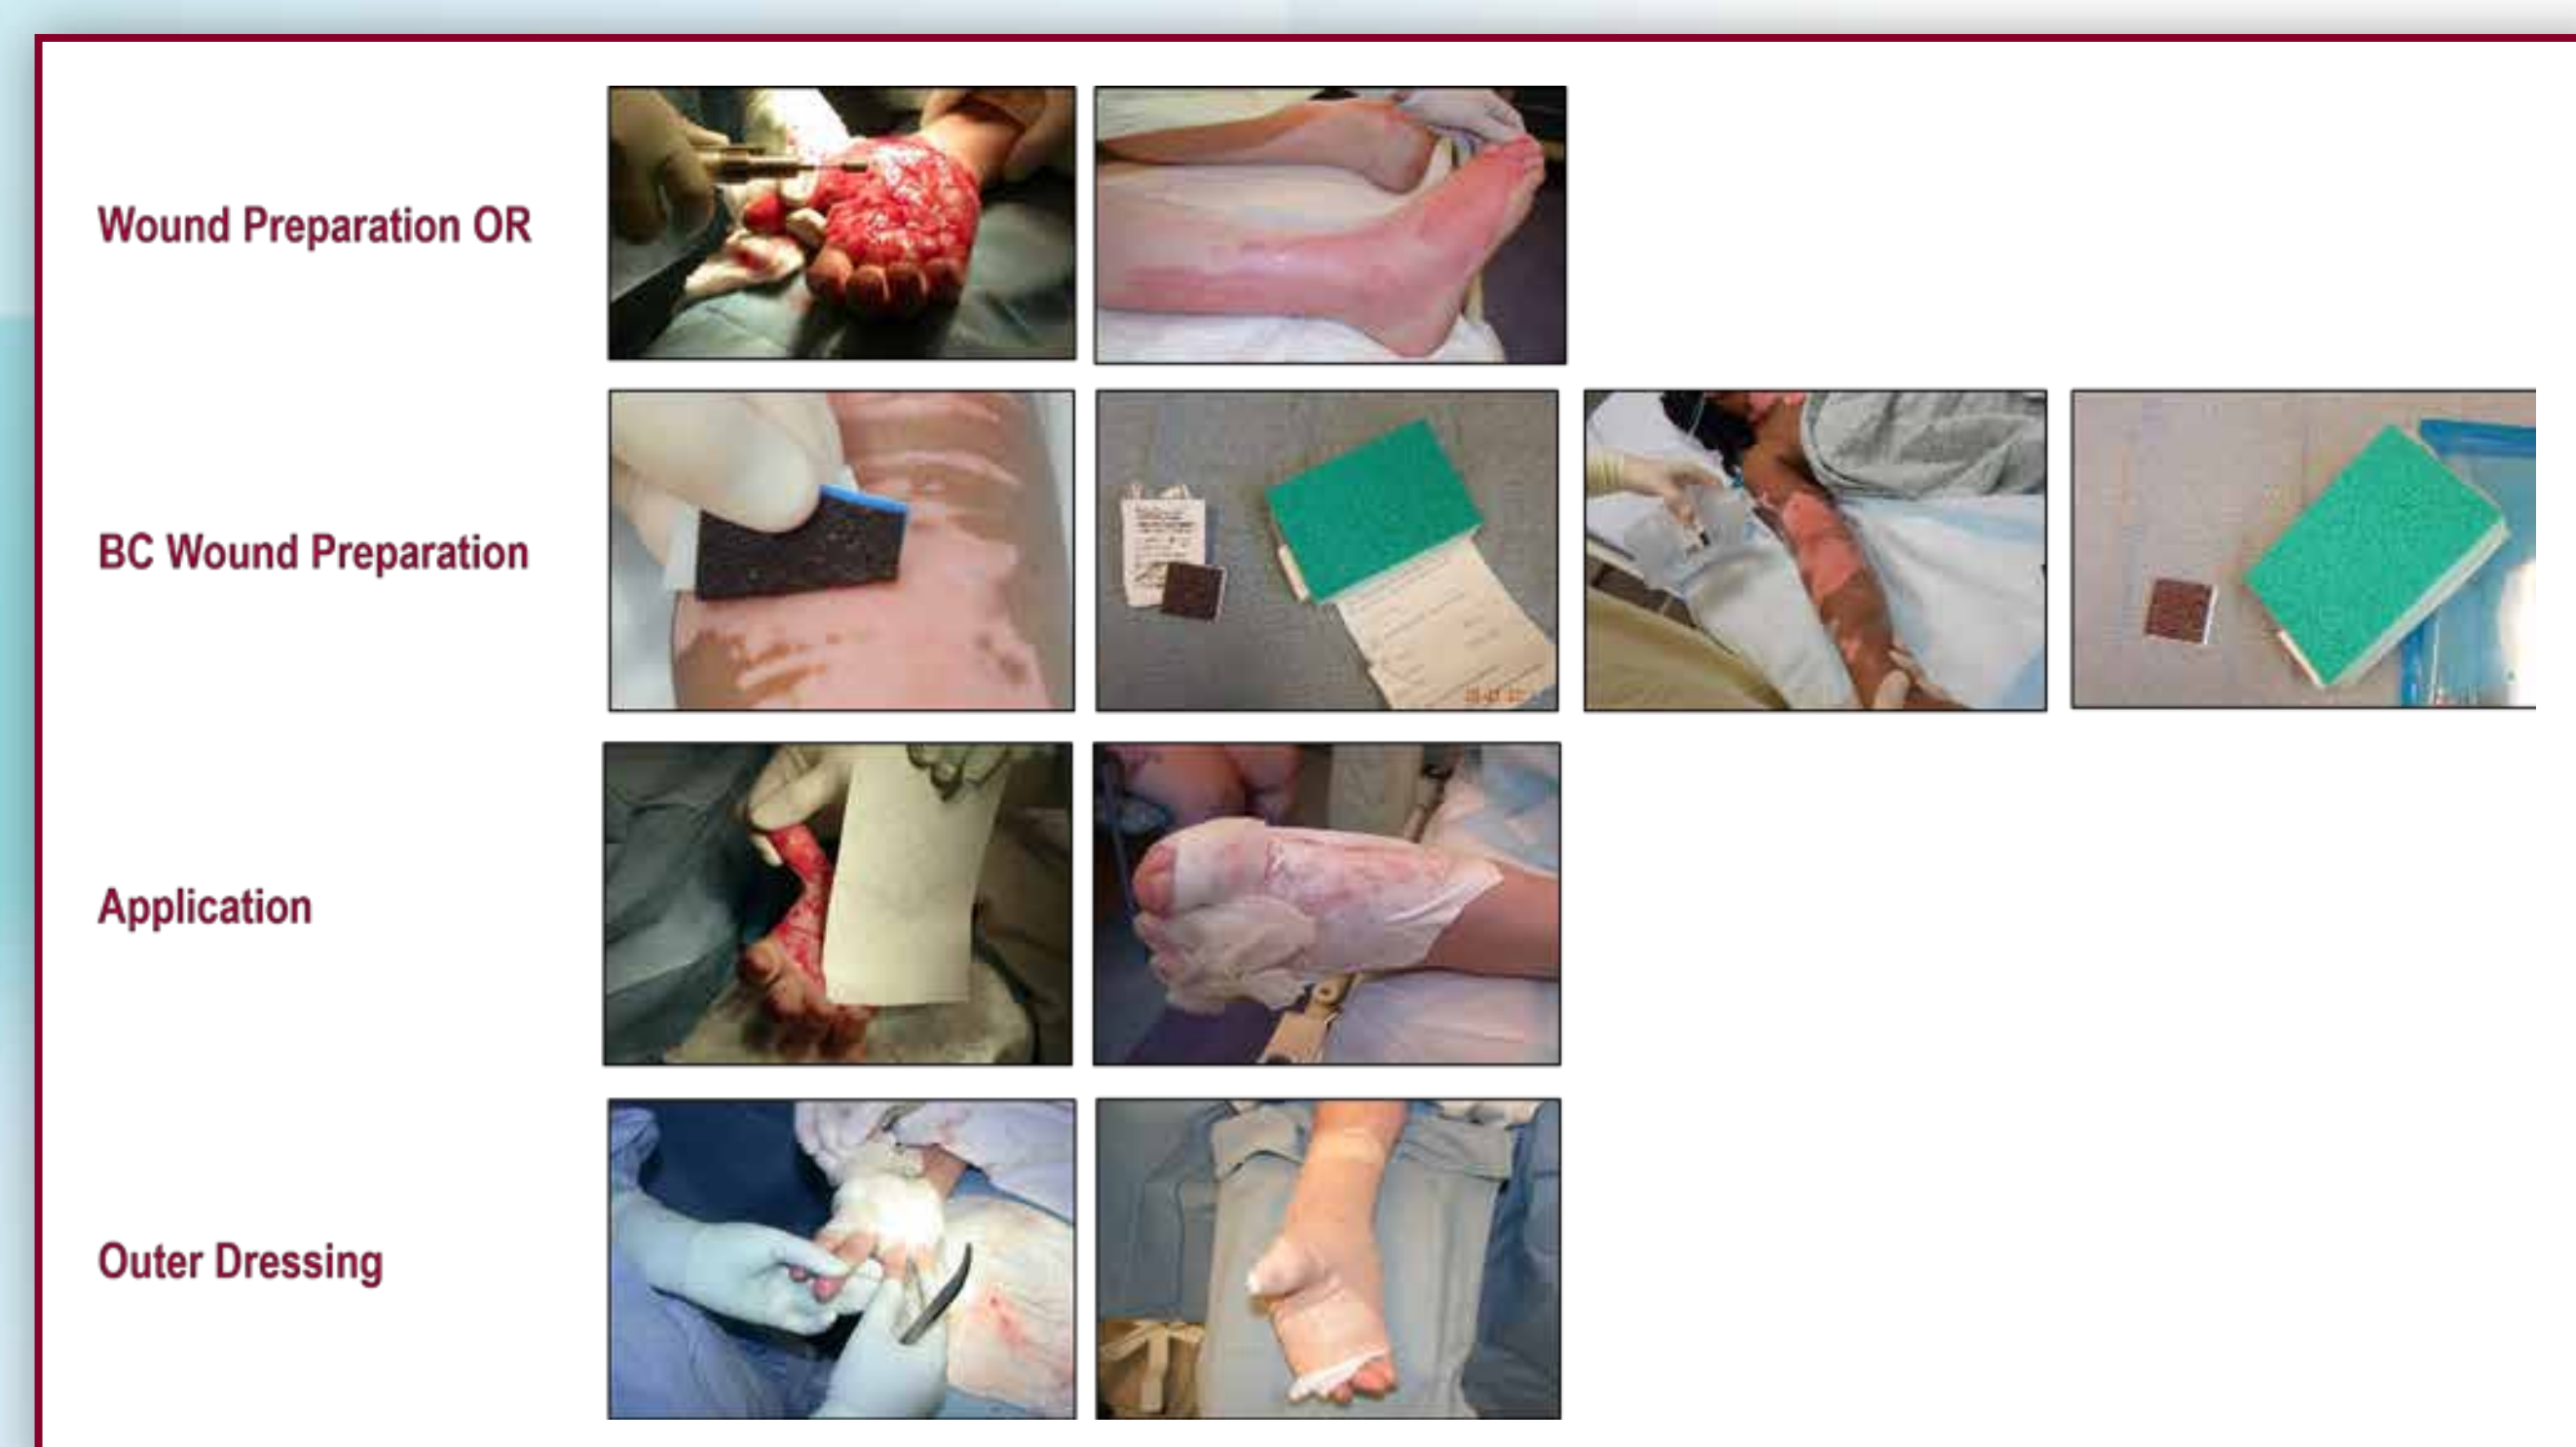 Wound Preparation OR
BC Wound Preparation
Application
Outer Dressing